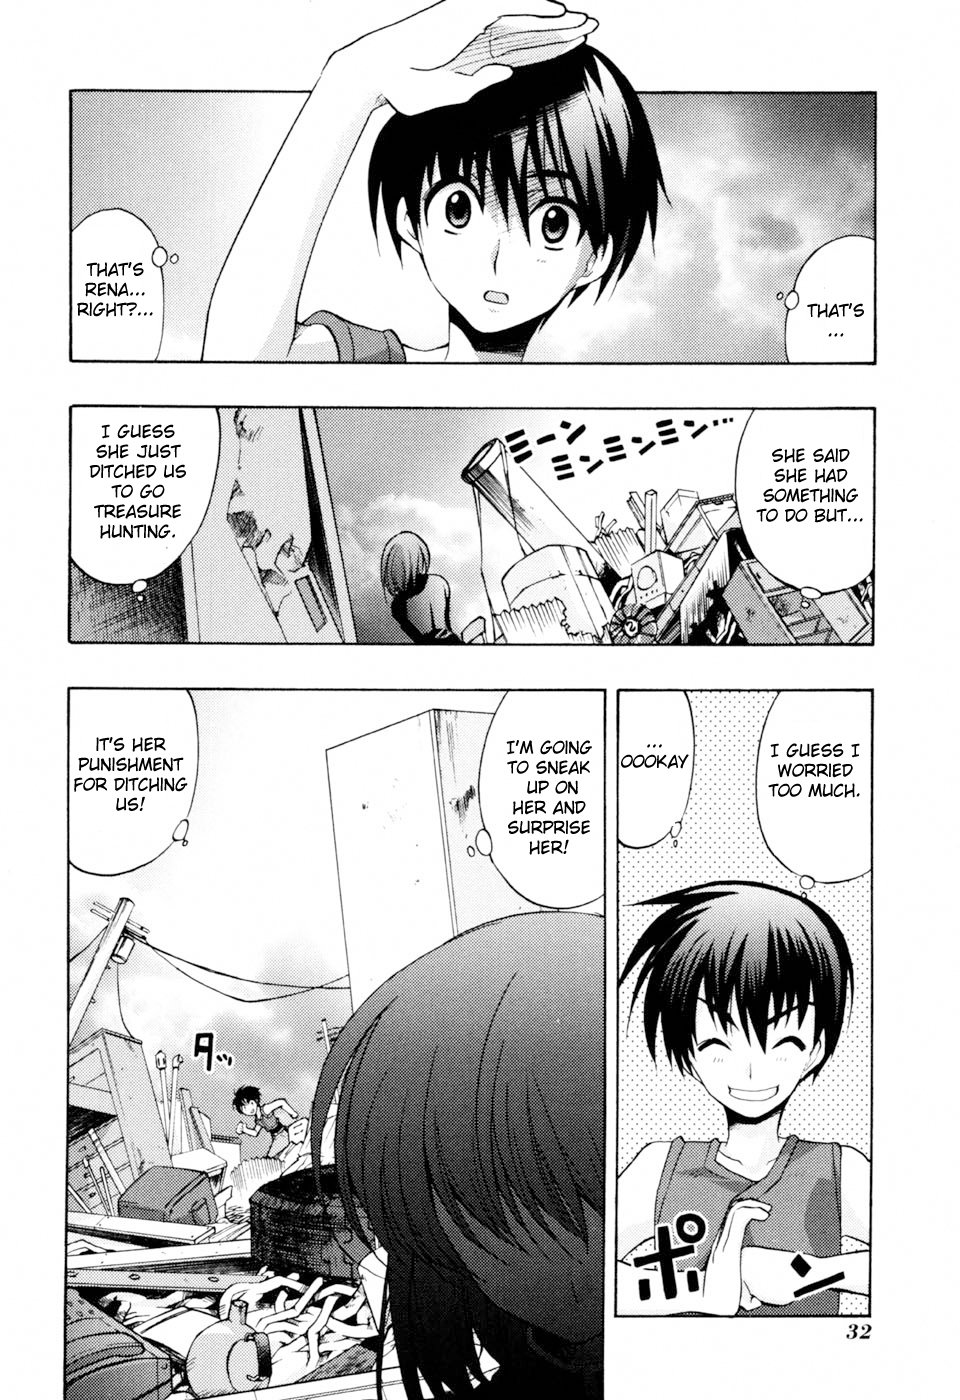 THAT'S
...
THAT'S
RENA...
RIGHT?...
SHE SAID
SHE HAD
SOMETHING
TO DO BUT...
ミーン
ミンミンミン…
I GUESS
SHE JUST
DITCHED US
TO GO
TREASURE
HUNTING.
2
I GUESS I
WORRIED
TOO MUCH.
...
OOOKAY
ポン
I'M GOING
TO SNEAK
UP ON
HER AND
SURPRISE
HER!
IT'S HER
PUNISHMENT
FOR DITCHING
US!
タッ
32